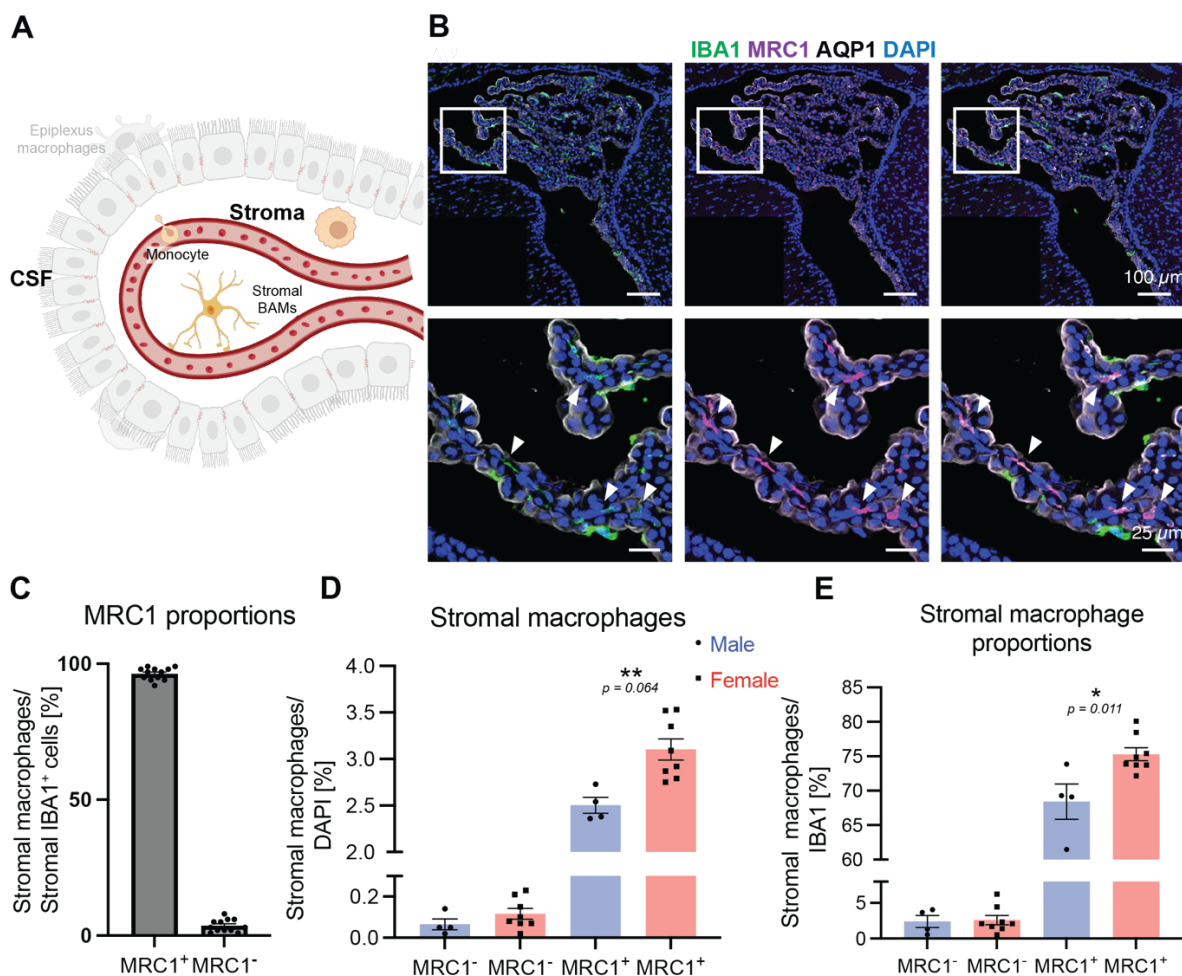 A
Epiplexus
macrophages
Stroma
Monocyte
CSF
Stromal
BAMs
B
IBA1 MRC1 AQP1 DAPI
100 µm
25 µm
C
MRC1 proportions
Stromal macrophages/
Stromal IBA1+ cells [%]
100
50
0
MRC1+ MRC1-
D
Stromal macrophages
Male
Female
**
p = 0.064
Stromal macrophages/
DAPI [%]
4.0
3.5
3.0
2.5
2.0
0.2
0.0
MRC1- MRC1- MRC1+ MRC1+
E
Stromal macrophage
proportions
*
p = 0.011
Stromal macrophages/
IBA1 [%]
85
80
75
70
65
60
5
0
MRC1- MRC1- MRC1+ MRC1+